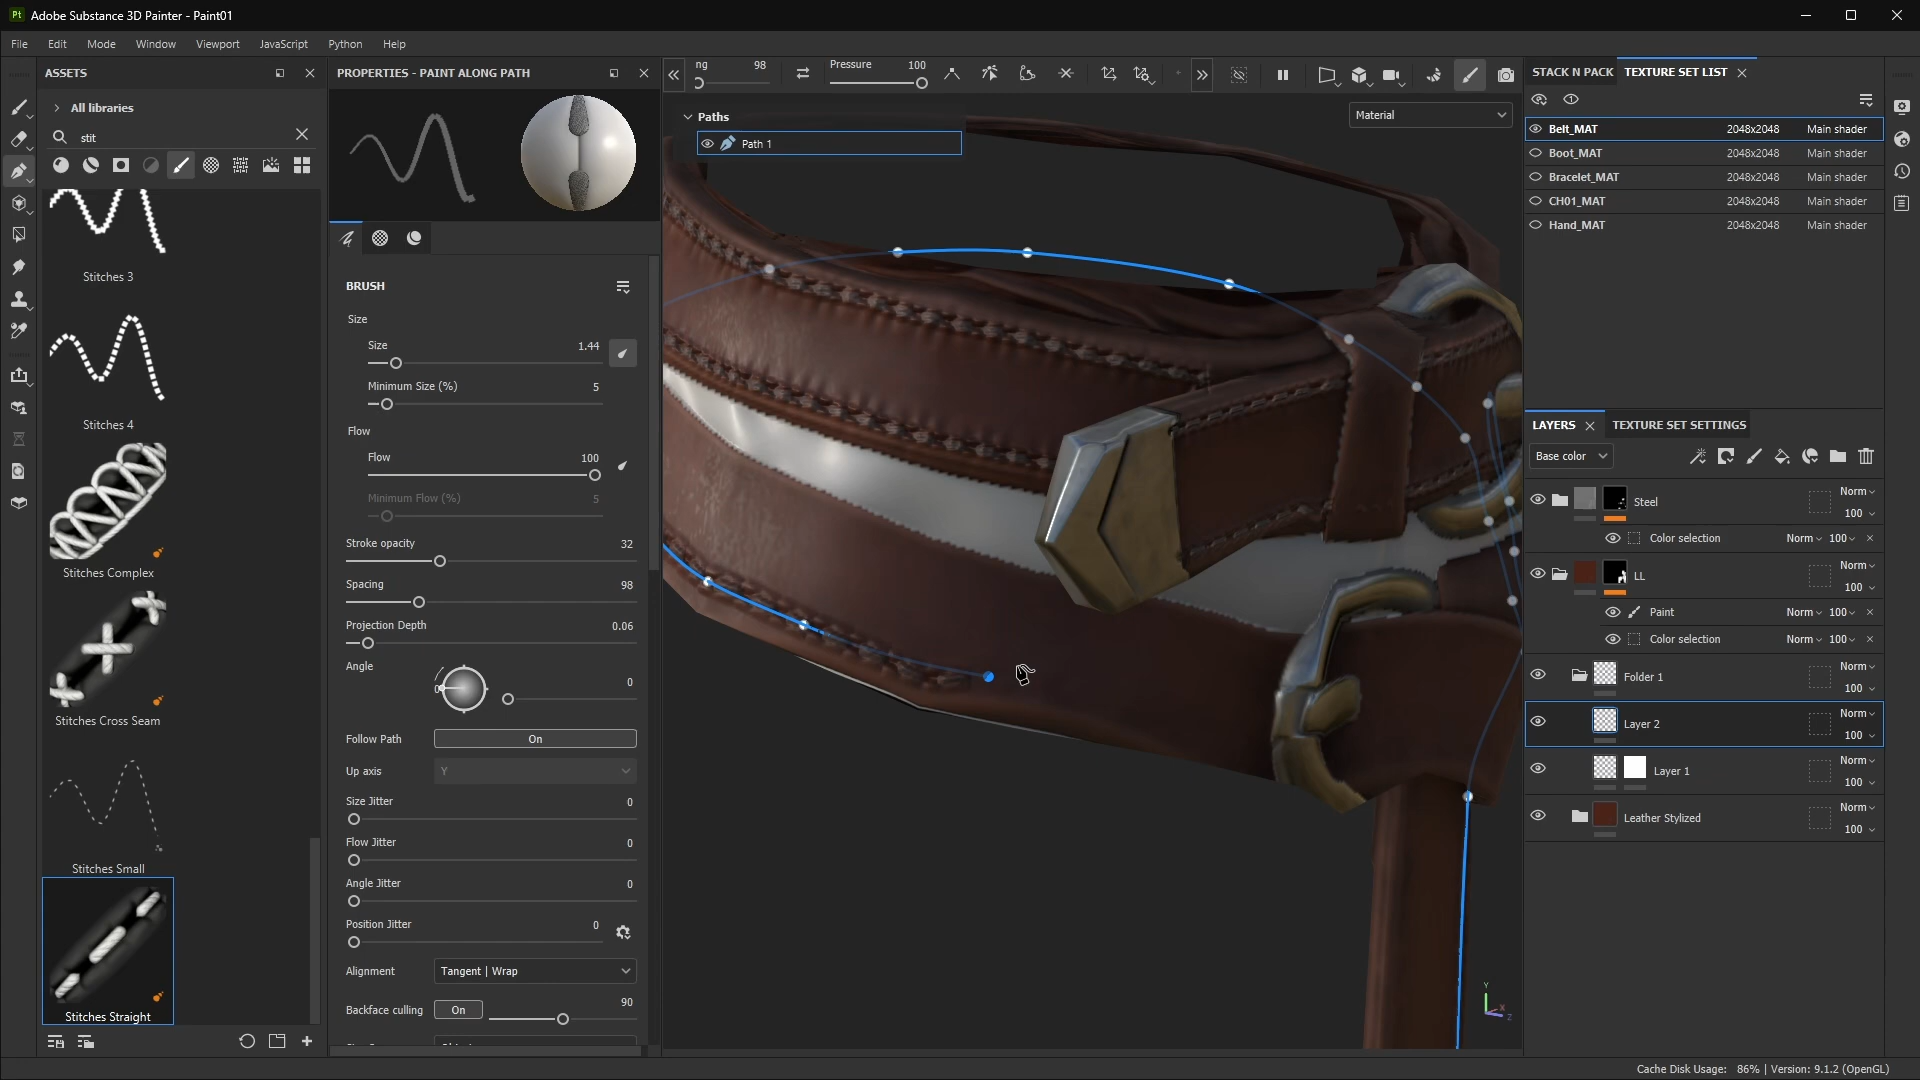 Pt Adobe Substance 3D Painter - Paint01
File Edit Mode Window Viewport JavaScript Python Help
ASSETS
All libraries
stit
Stitches 3
Stitches 4
Stitches Complex
Stitches Cross Seam
Stitches Small
Stitches Straight
PROPERTIES - PAINT ALONG PATH
BRUSH
Size
Size 1.44
Minimum Size (%) 5
Flow
Flow 100
Minimum Flow (%) 5
Stroke opacity 32
Spacing 98
Projection Depth 0.06
Angle 0
Follow Path On
Up axis Y
Size Jitter 0
Flow Jitter 0
Angle Jitter 0
Position Jitter 0
Alignment Tangent | Wrap
Backface culling On 90
ng 98 Pressure 100
Paths
Path 1
Material
Y
X
Z
STACK N PACK TEXTURE SET LIST
Belt_MAT 2048x2048 Main shader
Boot_MAT 2048x2048 Main shader
Bracelet_MAT 2048x2048 Main shader
CH01_MAT 2048x2048 Main shader
Hand_MAT 2048x2048 Main shader
LAYERS TEXTURE SET SETTINGS
Base color
Steel Norm 100
Color selection Norm 100
LL Norm 100
Paint Norm 100
Color selection Norm 100
Folder 1 Norm 100
Layer 2 Norm 100
Layer 1 Norm 100
Leather Stylized Norm 100
Cache Disk Usage: 86% | Version: 9.1.2 (OpenGL)